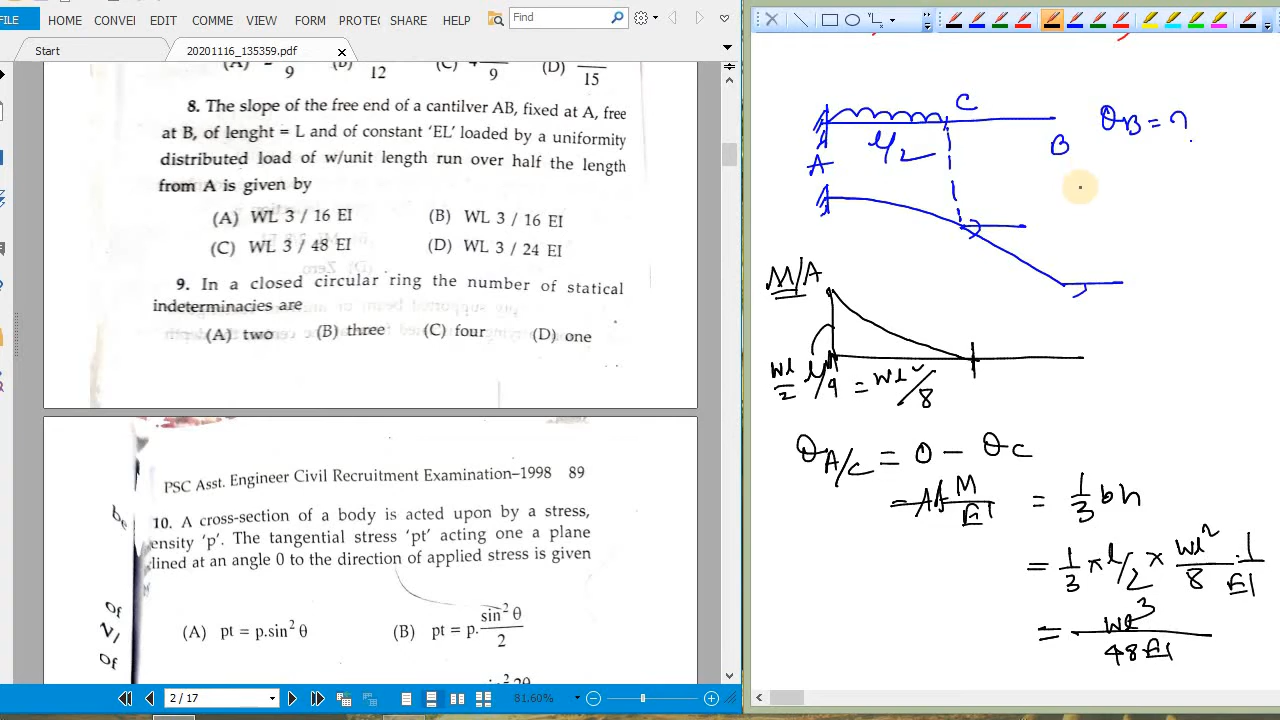 FILE HOME CONVEI EDIT COMME VIEW FORM PROTEC SHARE HELP Find
Start 20201116_135359.pdf
(A) 9 (B) 12 (C) 9 (D) 15
8. The slope of the free end of a cantilver AB, fixed at A, free
at B, of lenght = L and of constant 'EL' loaded by a uniformity
distributed load of w/unit length run over half the length
from A is given by
(A) WL 3 / 16 EI (B) WL 3 / 16 EI
(C) WL 3 / 48 EI (D) WL 3 / 24 EI
9. In a closed circular ring the number of statical
indeterminacies are
(A) two (B) three (C) four (D) one
PSC Asst. Engineer Civil Recruitment Examination-1998 89
10. A cross-section of a body is acted upon by a stress,
ensity 'p'. The tangential stress 'pt' acting one a plane
lined at an angle 0 to the direction of applied stress is given
(A) pt = p.sin² θ (B) pt = p. sin² θ / 2
2 / 17 81.60%
C
θB = ?
l/2
B
A
M/A
wl/2 l/4 = wl²/8
θA/C = 0 - θC
= M/EI = 1/3 bh
= 1/3 × l/2 × wl²/8 . 1/EI
= wl³/48EI